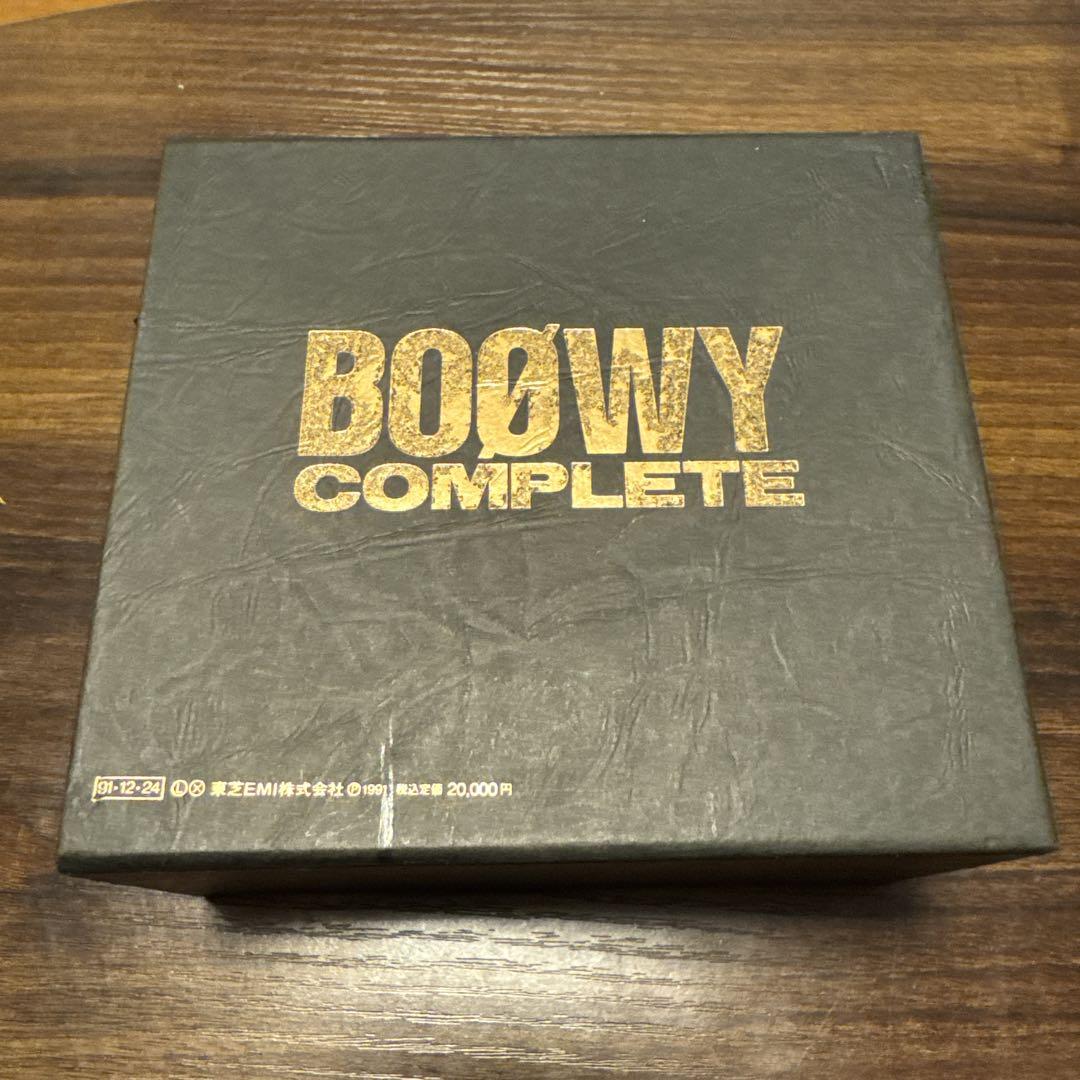 BOØWY
COMPLETE
91・12・24 Ⓛ Ⓧ 東芝EMI株式会社 Ⓟ1991 税込定価 20,000円